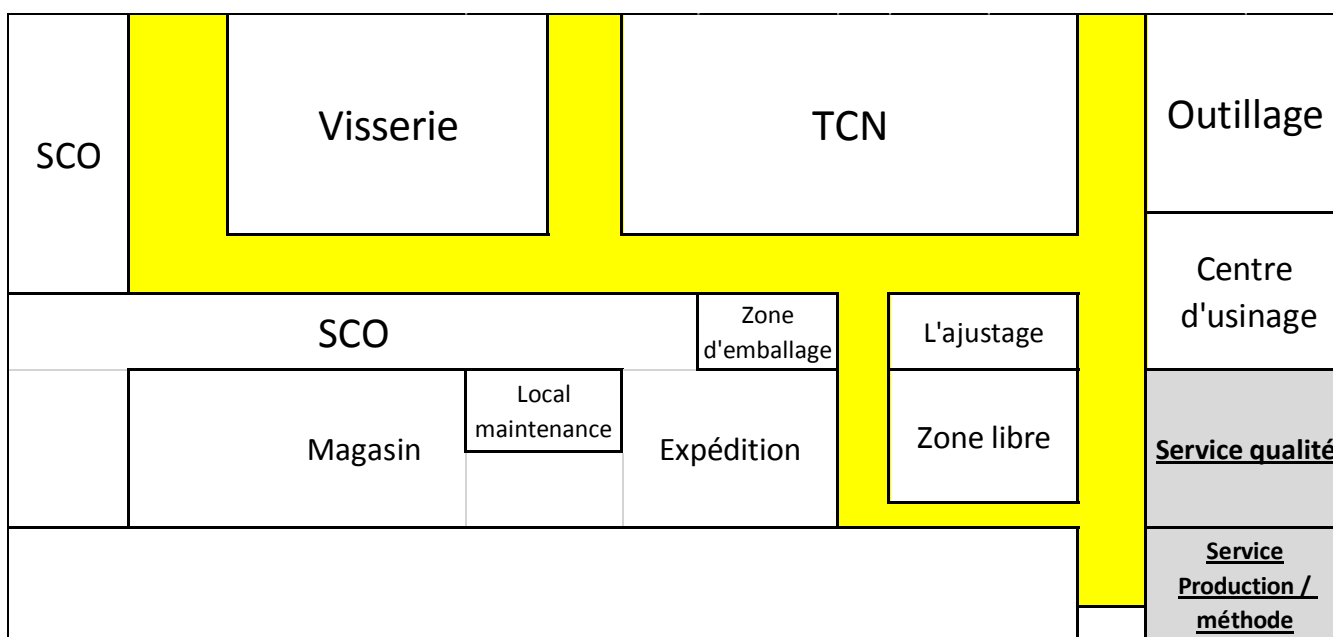 SCO
Visserie
TCN
Outillage
Centre
d'usinage
SCO
Zone
d'emballage
L'ajustage
Magasin
Local
maintenance
Expédition
Zone libre
Service qualité
Service
Production /
méthode